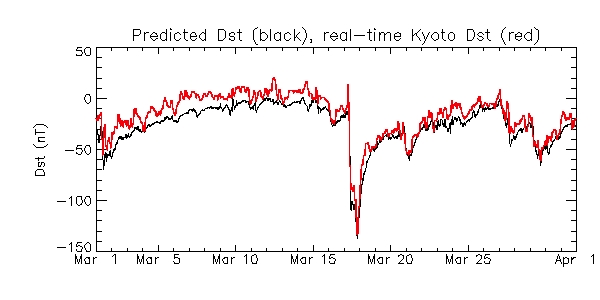 Predicted Dst (black), real-time Kyoto Dst (red)
50
0
-50
-100
-150
Dst (nT)
Mar 1 Mar 5 Mar 10 Mar 15 Mar 20 Mar 25 Apr 1